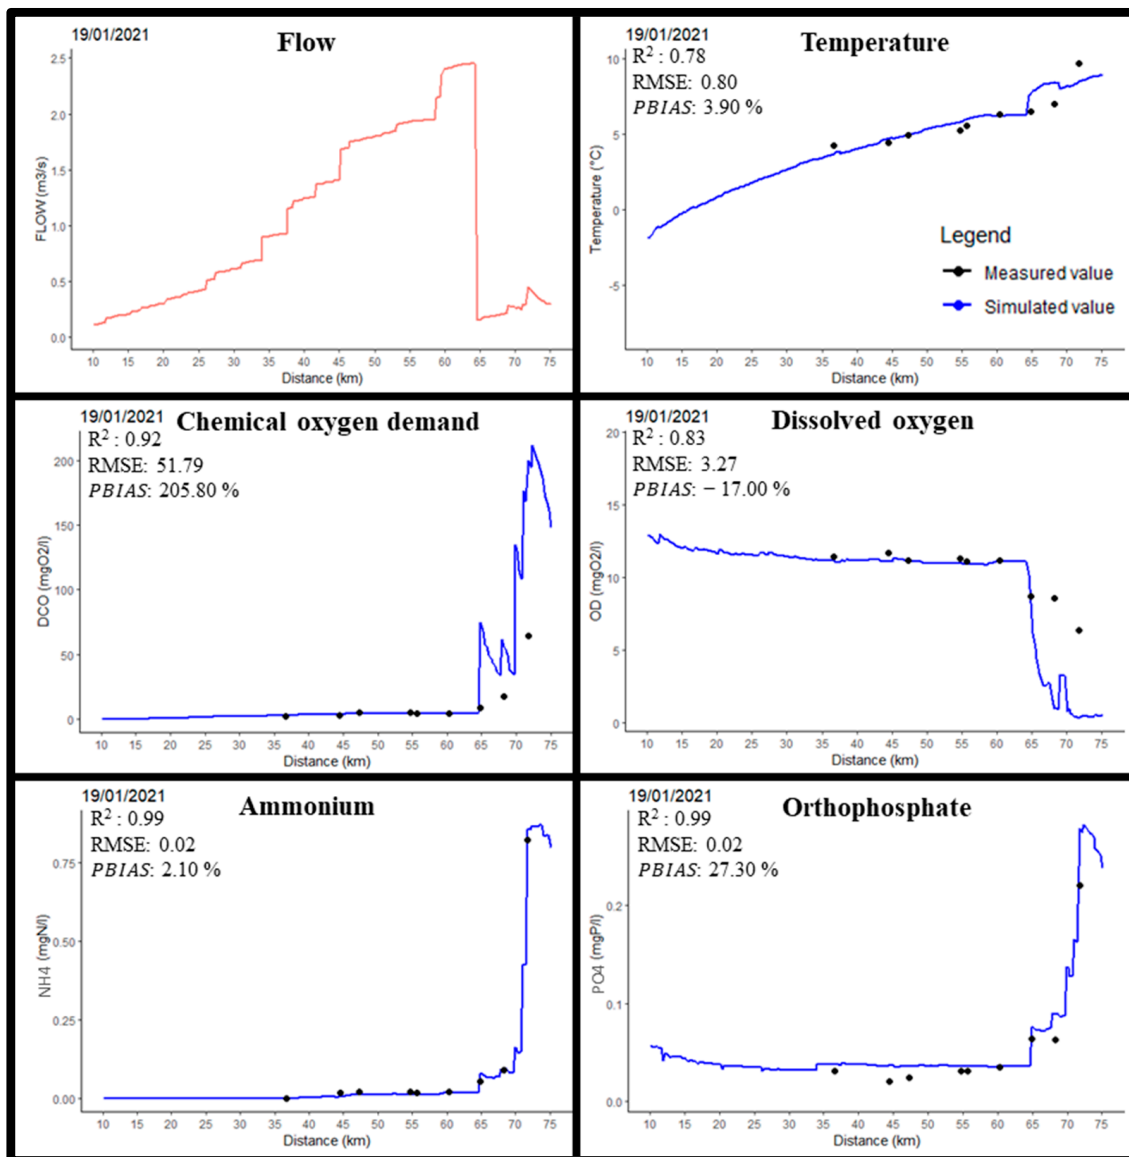 19/01/2021
Flow
2.5
2.0
1.5
1.0
0.5
0.0
FLOW (m3/s)
10 15 20 25 30 35 40 45 50 55 60 65 70 75
Distance (km)
19/01/2021
Temperature
R² : 0.78
RMSE: 0.80
PBIAS: 3.90 %
10
5
0
-5
Temperature (°C)
Legend
Measured value
Simulated value
10 15 20 25 30 35 40 45 50 55 60 65 70 75
Distance (km)
19/01/2021
Chemical oxygen demand
R² : 0.92
RMSE: 51.79
PBIAS: 205.80 %
200
150
100
50
0
DCO (mgO2/l)
10 15 20 25 30 35 40 45 50 55 60 65 70 75
Distance (km)
19/01/2021
Dissolved oxygen
R² : 0.83
RMSE: 3.27
PBIAS: − 17.00 %
20
15
10
5
0
OD (mgO2/l)
10 15 20 25 30 35 40 45 50 55 60 65 70 75
Distance (km)
19/01/2021
Ammonium
R² : 0.99
RMSE: 0.02
PBIAS: 2.10 %
0.75
0.50
0.25
0.00
NH4 (mgN/l)
10 15 20 25 30 35 40 45 50 55 60 65 70 75
Distance (km)
19/01/2021
Orthophosphate
R² : 0.99
RMSE: 0.02
PBIAS: 27.30 %
0.2
0.1
0.0
PO4 (mgP/l)
10 15 20 25 30 35 40 45 50 55 60 65 70 75
Distance (km)